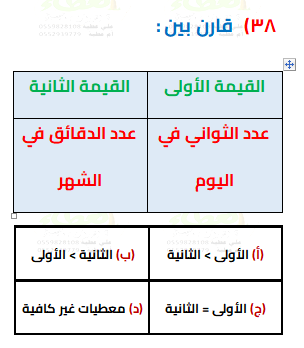 ٣٨) قارن بين :
القيمة الأولى القيمة الثانية
عدد الثواني في اليوم
عدد الدقائق في الشهر
(أ) الأولى > الثانية (ب) الثانية > الأولى
(ج) الأولى = الثانية (د) معطيات غير كافية